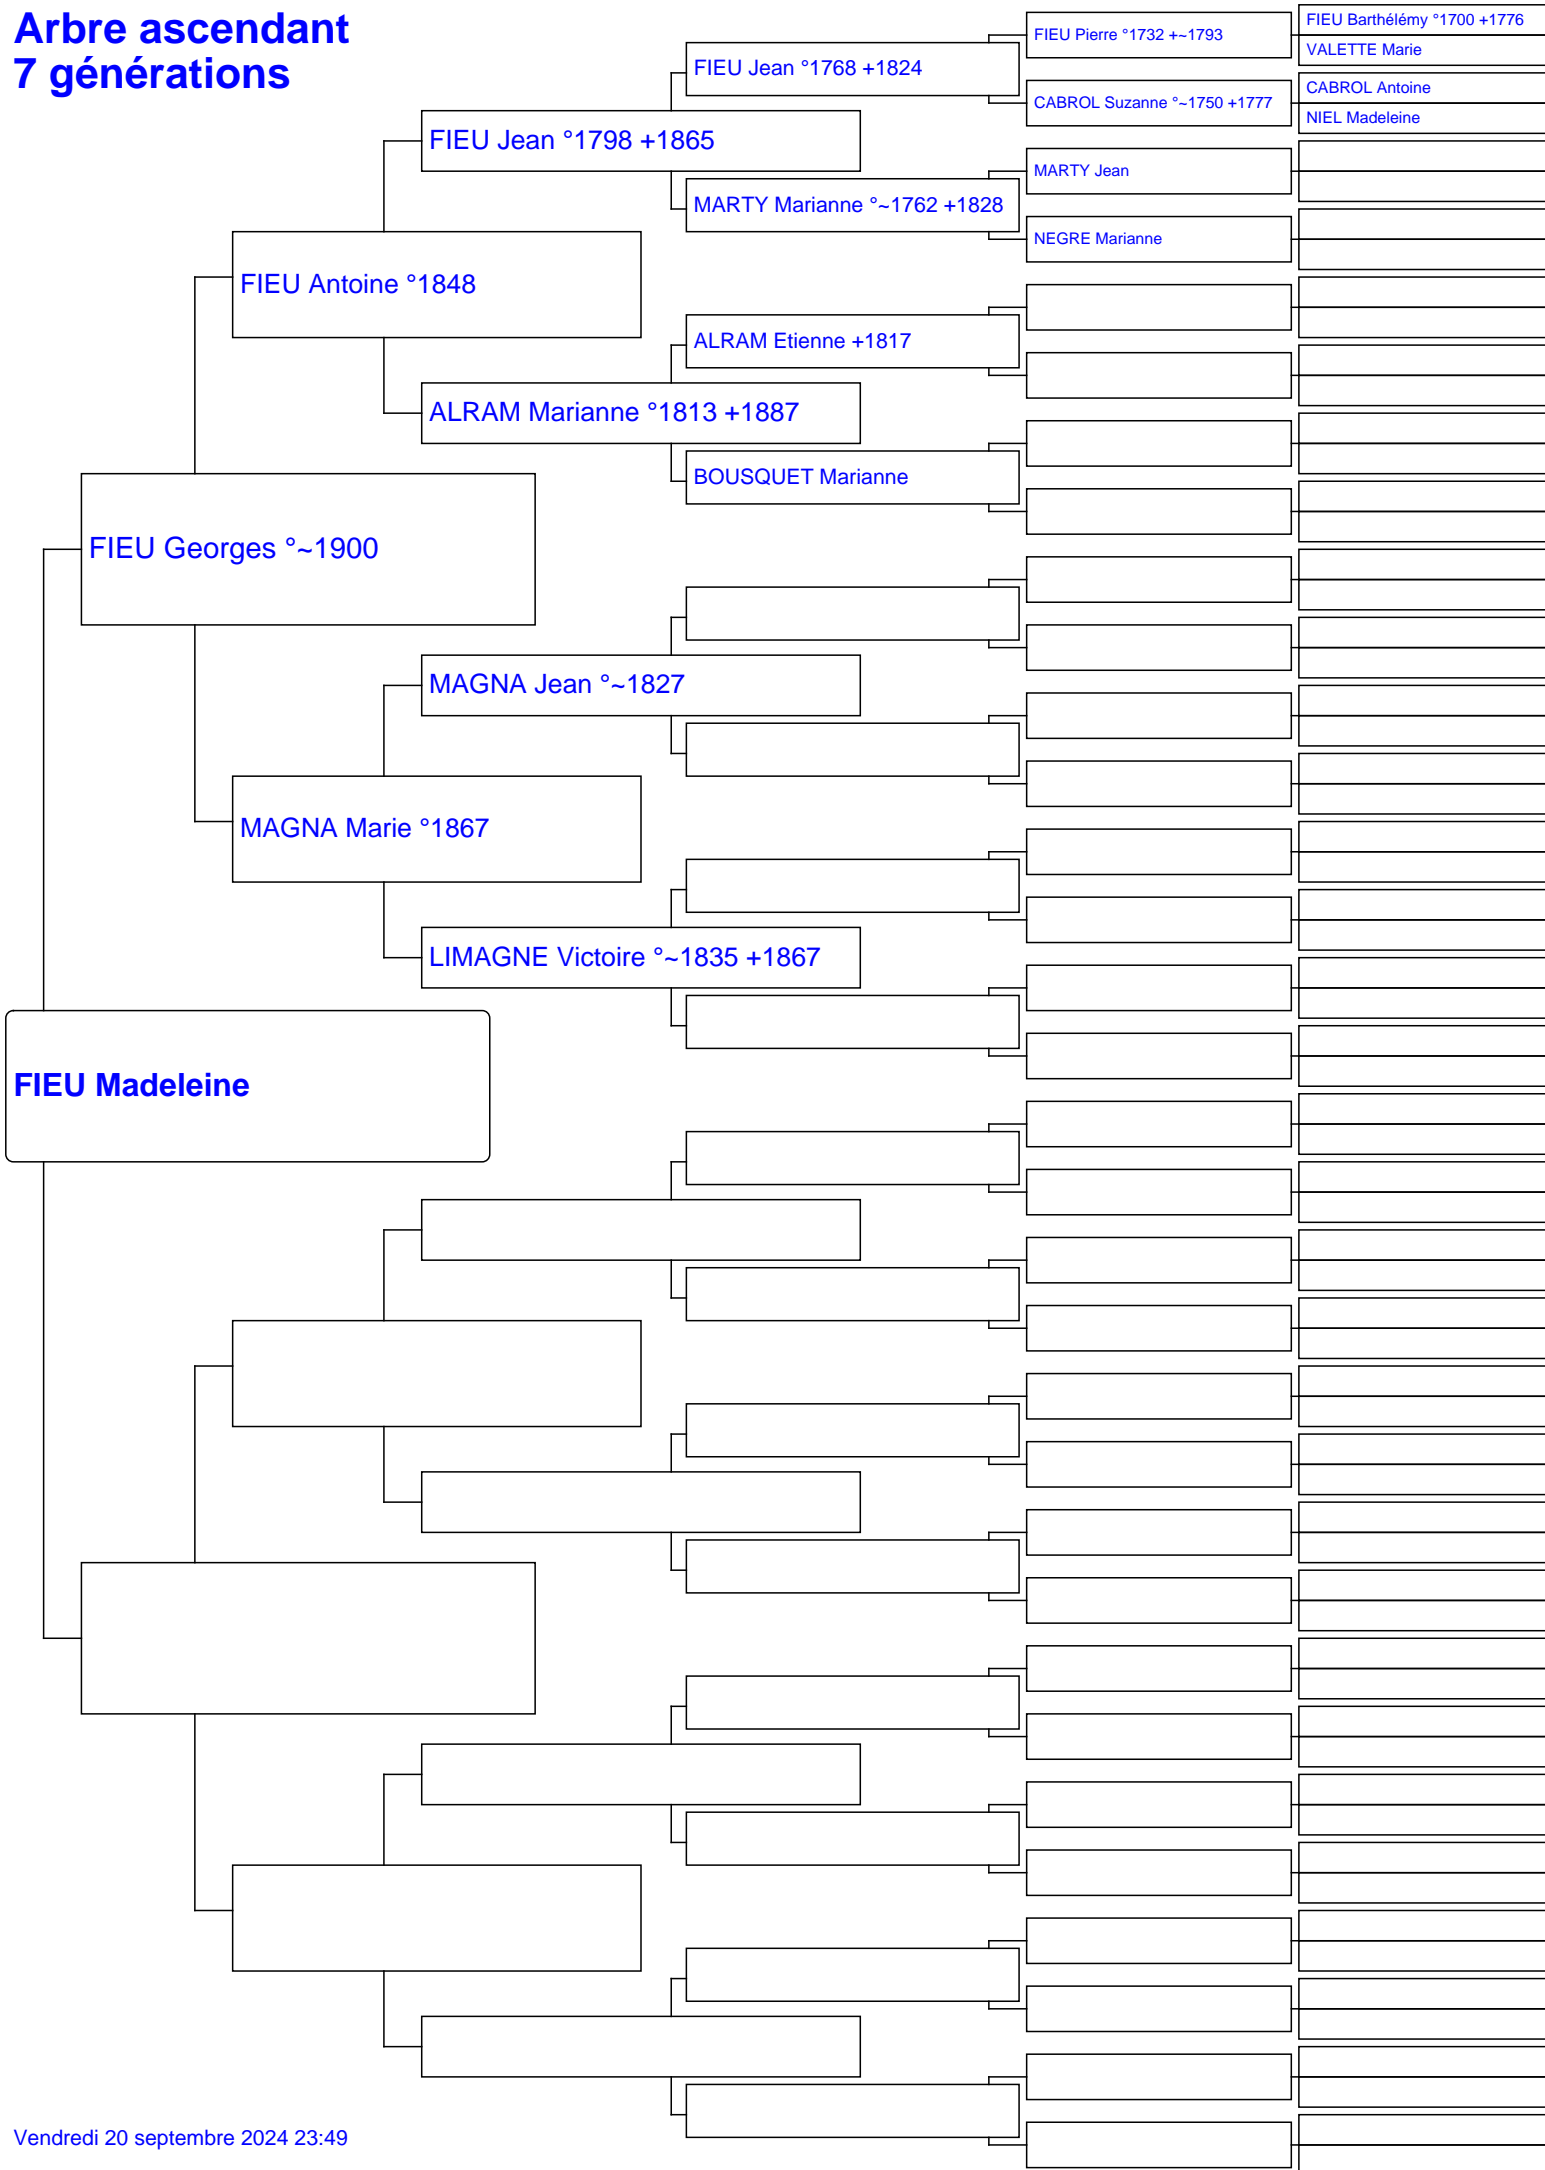 Arbre ascendant
7 générations
FIEU Barthélémy °1700 +1776
FIEU Pierre °1732 +~1793
VALETTE Marie
FIEU Jean °1768 +1824
CABROL Antoine
CABROL Suzanne °~1750 +1777
NIEL Madeleine
FIEU Jean °1798 +1865
MARTY Jean
MARTY Marianne °~1762 +1828
NEGRE Marianne
FIEU Antoine °1848
ALRAM Etienne +1817
ALRAM Marianne °1813 +1887
BOUSQUET Marianne
FIEU Georges °~1900
MAGNA Jean °~1827
MAGNA Marie °1867
LIMAGNE Victoire °~1835 +1867
FIEU Madeleine
Vendredi 20 septembre 2024 23:49